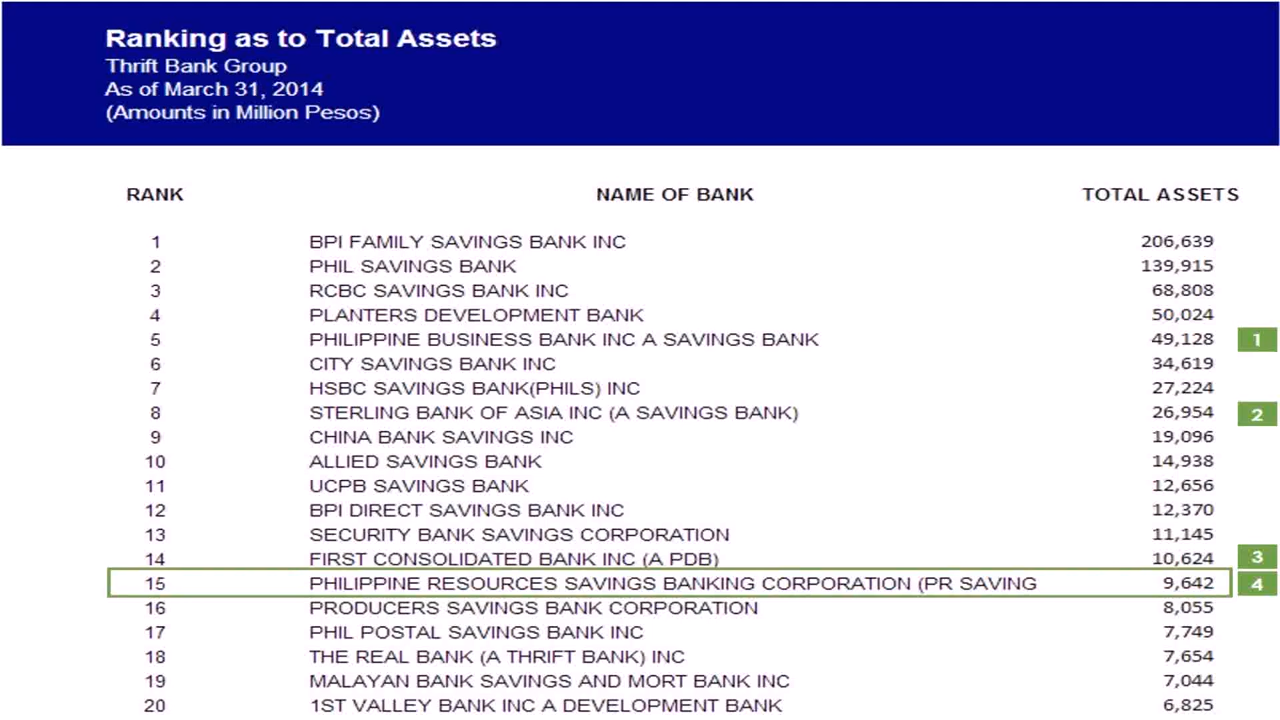 Ranking as to Total Assets
Thrift Bank Group
As of March 31, 2014
(Amounts in Million Pesos)
RANK NAME OF BANK TOTAL ASSETS
1 BPI FAMILY SAVINGS BANK INC 206,639
2 PHIL SAVINGS BANK 139,915
3 RCBC SAVINGS BANK INC 68,808
4 PLANTERS DEVELOPMENT BANK 50,024
5 PHILIPPINE BUSINESS BANK INC A SAVINGS BANK 49,128 1
6 CITY SAVINGS BANK INC 34,619
7 HSBC SAVINGS BANK(PHILS) INC 27,224
8 STERLING BANK OF ASIA INC (A SAVINGS BANK) 26,954 2
9 CHINA BANK SAVINGS INC 19,096
10 ALLIED SAVINGS BANK 14,938
11 UCPB SAVINGS BANK 12,656
12 BPI DIRECT SAVINGS BANK INC 12,370
13 SECURITY BANK SAVINGS CORPORATION 11,145
14 FIRST CONSOLIDATED BANK INC (A PDB) 10,624 3
15 PHILIPPINE RESOURCES SAVINGS BANKING CORPORATION (PR SAVING 9,642 4
16 PRODUCERS SAVINGS BANK CORPORATION 8,055
17 PHIL POSTAL SAVINGS BANK INC 7,749
18 THE REAL BANK (A THRIFT BANK) INC 7,654
19 MALAYAN BANK SAVINGS AND MORT BANK INC 7,044
20 1ST VALLEY BANK INC A DEVELOPMENT BANK 6,825